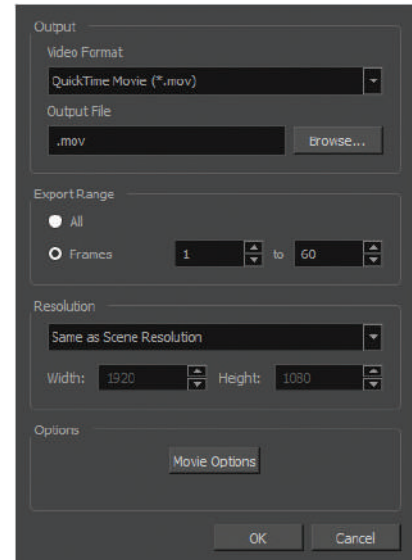 Output
Video Format
QuickTime Movie (*.mov)
Output File
.mov Browse...
Export Range
All
Frames 1 to 60
Resolution
Same as Scene Resolution
Width: 1920 Height: 1080
Options
Movie Options
OK Cancel